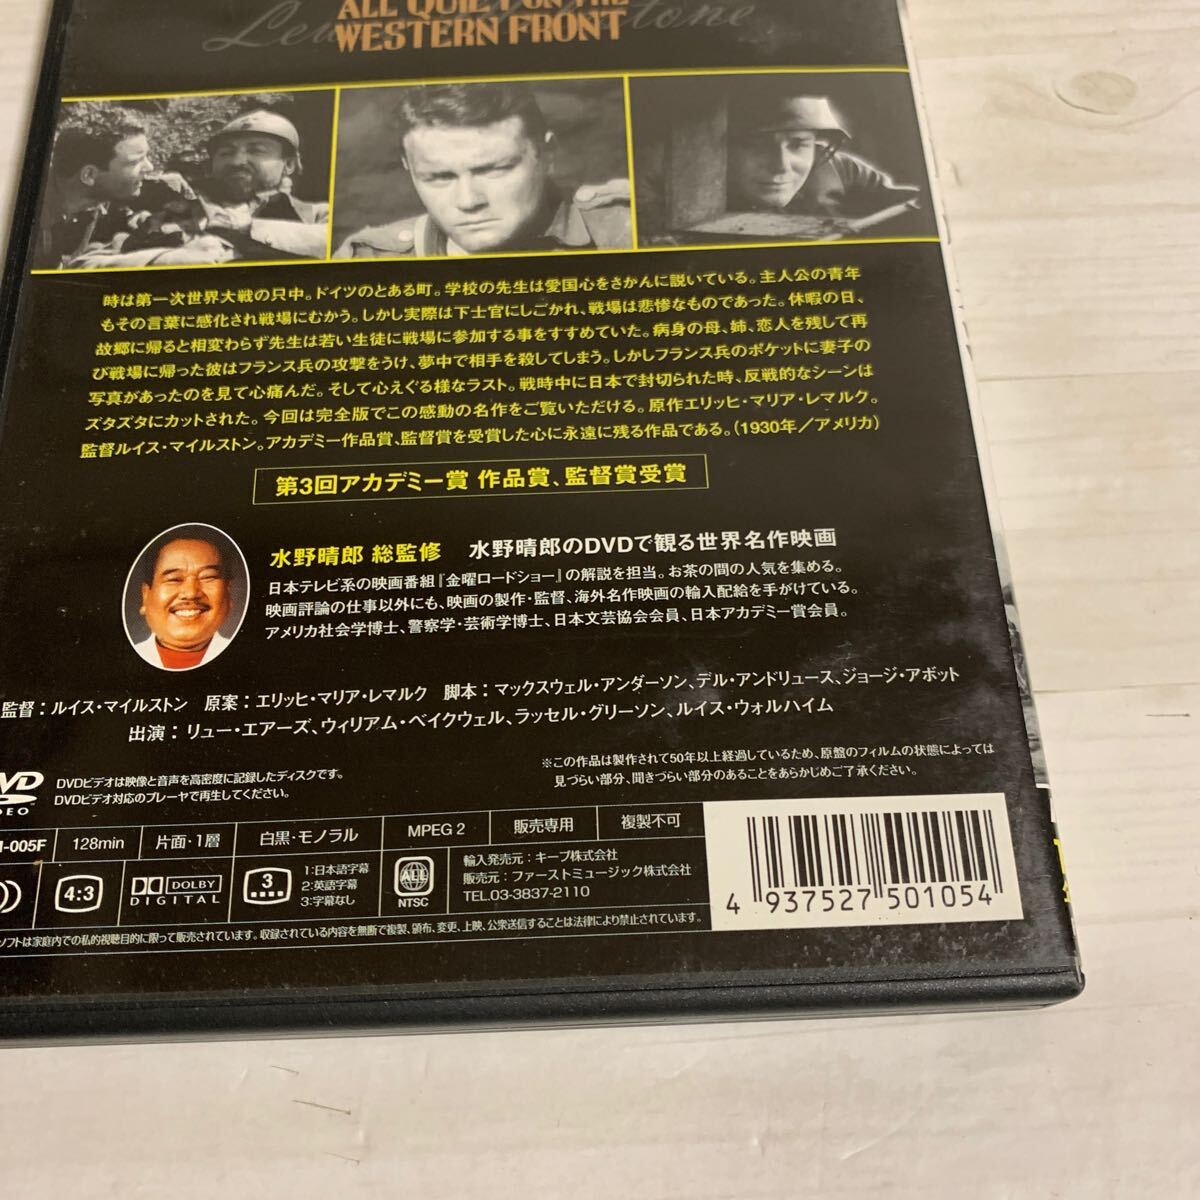 ALL QUIET ON THE
WESTERN FRONT
時は第一次世界大戦の只中。ドイツのとある町。学校の先生は愛国心をさかんに説いている。主人公の青年
もその言葉に感化され戦場にむかう。しかし実際は下士官にしごかれ、戦場は悲惨なものであった。休暇の日、
故郷に帰ると相変わらず先生は若い生徒に戦場に参加する事をすすめていた。病身の母、姉、恋人を残して再
び戦場に帰った彼はフランス兵の攻撃をうけ、夢中で相手を殺してしまう。しかしフランス兵のポケットに妻子の
写真があったのを見て心痛んだ。そして心えぐる様なラスト。戦時中に日本で封切られた時、反戦的なシーンは
ズタズタにカットされた。今回は完全版でこの感動の名作をご覧いただける。原作エリッヒ・マリア・レマルク。
監督ルイス・マイルストン。アカデミー作品賞、監督賞を受賞した心に永遠に残る作品である。(1930年／アメリカ)
第3回アカデミー賞 作品賞、監督賞受賞
水野晴郎 総監修 水野晴郎のDVDで観る世界名作映画
日本テレビ系の映画番組『金曜ロードショー』の解説を担当。お茶の間の人気を集める。
映画評論の仕事以外にも、映画の製作・監督、海外名作映画の輸入配給を手がけている。
アメリカ社会学博士、警察学・芸術学博士、日本文芸協会会員、日本アカデミー賞会員。
監督：ルイス・マイルストン 原案：エリッヒ・マリア・レマルク 脚本：マックスウェル・アンダーソン、デル・アンドリュース、ジョージ・アボット
出演：リュー・エアーズ、ウィリアム・ベイクウェル、ラッセル・グリーソン、ルイス・ウォルハイム
DVDビデオは映像と音声を高密度に記録したディスクです。
DVDビデオ対応のプレーヤで再生してください。
※この作品は製作されて50年以上経過しているため、原盤のフィルムの状態によっては
見づらい部分、聞きづらい部分のあることをあらかじめご了承ください。
-005F 128min 片面・1層 白黒・モノラル MPEG 2 販売専用 複製不可
4:3 DOLBY DIGITAL 3 1:日本語字幕
2:英語字幕
3:字幕なし
ALL NTSC
輸入発売元：キープ株式会社
販売元：ファーストミュージック株式会社
TEL.03-3837-2110
ソフトは家庭内での私的視聴目的に限って販売されています。収録されている内容を無断で複製、頒布、変更、上映、公衆送信することは法律により禁止されています。
4 937527 501054